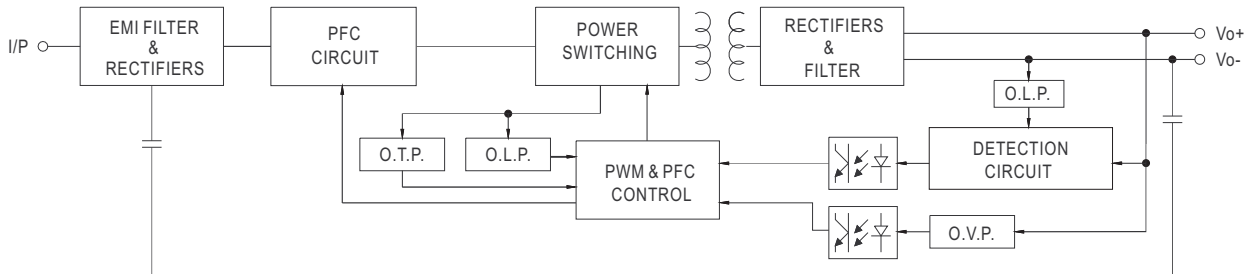 I/P
EMI FILTER
&
RECTIFIERS
PFC
CIRCUIT
POWER
SWITCHING
RECTIFIERS
&
FILTER
Vo+
Vo-
O.L.P.
O.T.P.
O.L.P.
PWM & PFC
CONTROL
DETECTION
CIRCUIT
O.V.P.